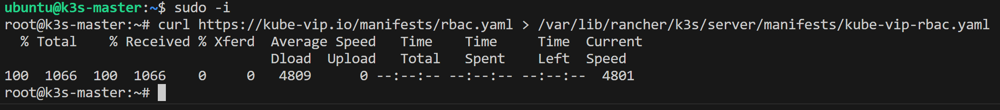 ubuntu@k3s-master:~$ sudo -i
root@k3s-master:~# curl https://kube-vip.io/manifests/rbac.yaml > /var/lib/rancher/k3s/server/manifests/kube-vip-rbac.yaml
  % Total    % Received % Xferd  Average Speed   Time    Time     Time  Current
                                 Dload  Upload   Total   Spent    Left  Speed
100  1066  100  1066    0     0   4809      0 --:--:-- --:--:-- --:--:--  4801
root@k3s-master:~#